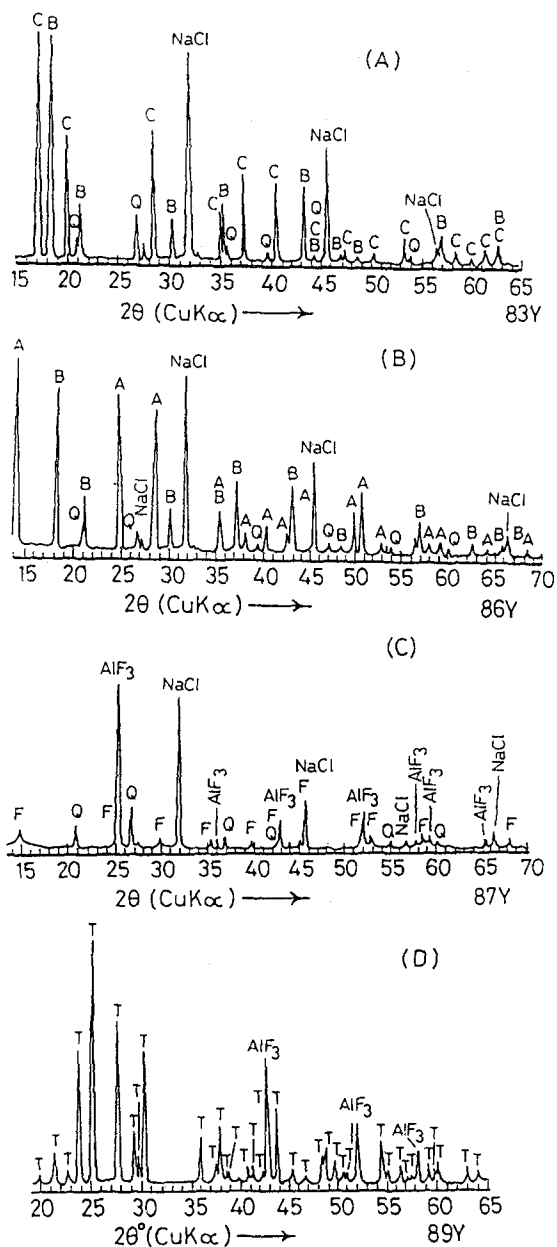 (A)
C B C Q B Q C B NaCl C B Q C Q C B Q C B NaCl B C B C C Q NaCl B C C C B C
15 20 25 30 35 40 45 50 55 60 65
2θ (CuKα) 83Y
(B)
A B Q B A Q NaCl A B NaCl A B B A Q A A B A NaCl Q B A A A Q B A A Q B A B NaCl B A
15 20 25 30 35 40 45 50 55 60 65 70
2θ (CuKα) 86Y
(C)
F Q F AlF₃ Q F NaCl F AlF₃ F Q F Q F AlF₃ F NaCl F AlF₃ F Q NaCl AlF₃ F AlF₃ Q AlF₃ NaCl F
15 20 25 30 35 40 45 50 55 60 65 70
2θ (CuKα) 87Y
(D)
T T T T T T T T T T T T T T T T AlF₃ T T T T T T T T AlF₃ T T T T AlF₃ T T T T T
20 25 30 35 40 45 50 55 60 65
2θ° (CuKα) 89Y